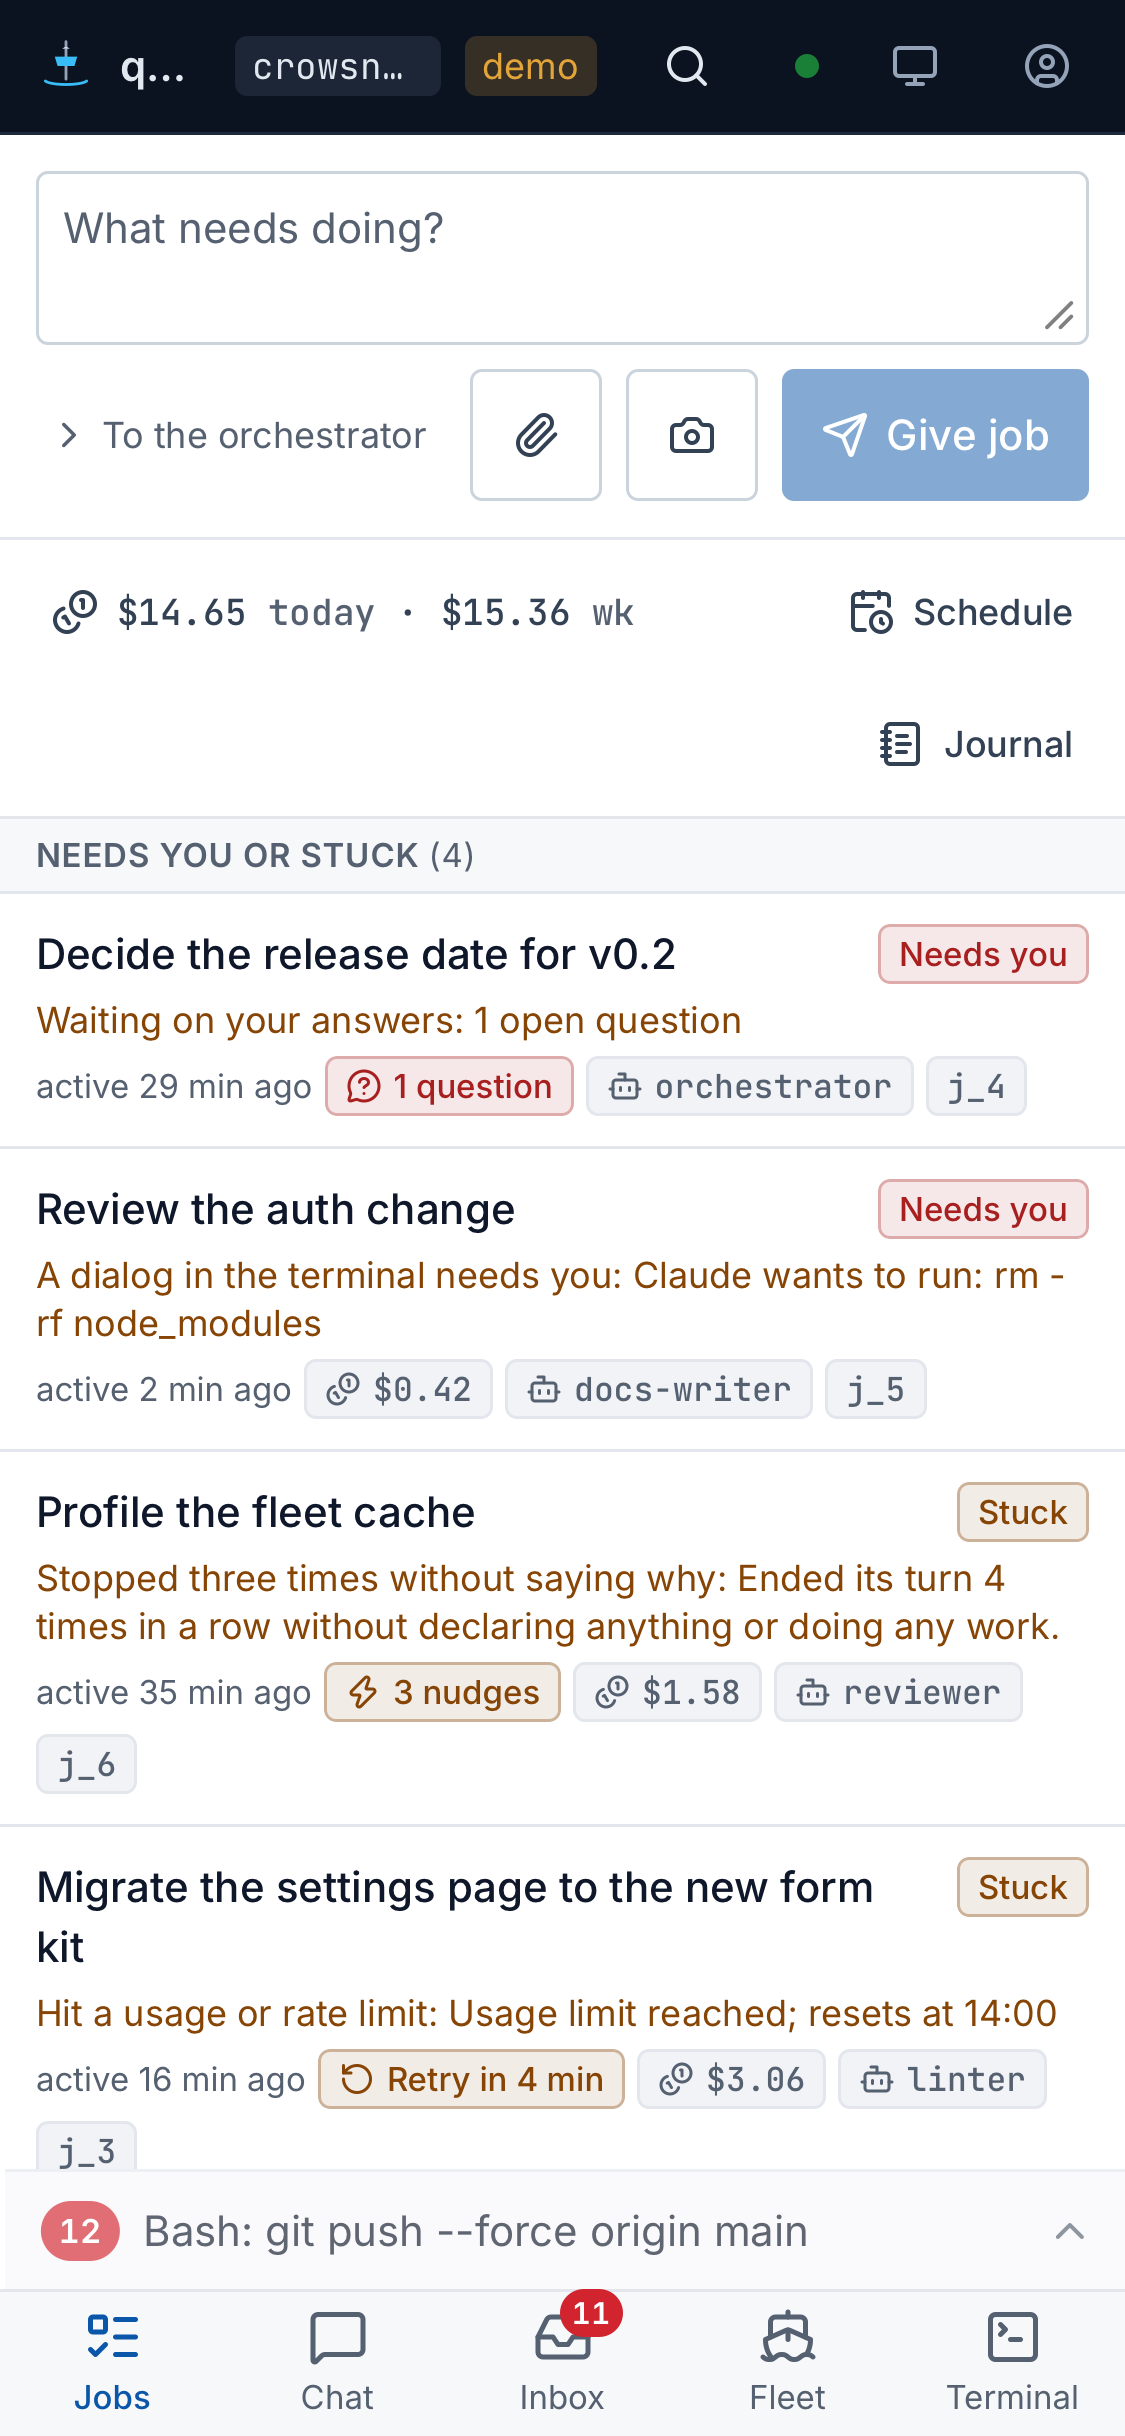 q...
crowsn...
demo
What needs doing?
To the orchestrator
Give job
$14.65 today · $15.36 wk
Schedule
Journal
NEEDS YOU OR STUCK (4)
Decide the release date for v0.2
Needs you
Waiting on your answers: 1 open question
active 29 min ago
1 question
orchestrator
j_4
Review the auth change
Needs you
A dialog in the terminal needs you: Claude wants to run: rm -
rf node_modules
active 2 min ago
$0.42
docs-writer
j_5
Profile the fleet cache
Stuck
Stopped three times without saying why: Ended its turn 4
times in a row without declaring anything or doing any work.
active 35 min ago
3 nudges
$1.58
reviewer
j_6
Migrate the settings page to the new form
kit
Stuck
Hit a usage or rate limit: Usage limit reached; resets at 14:00
active 16 min ago
Retry in 4 min
$3.06
linter
j_3
12
Bash: git push --force origin main
11
Jobs
Chat
Inbox
Fleet
Terminal